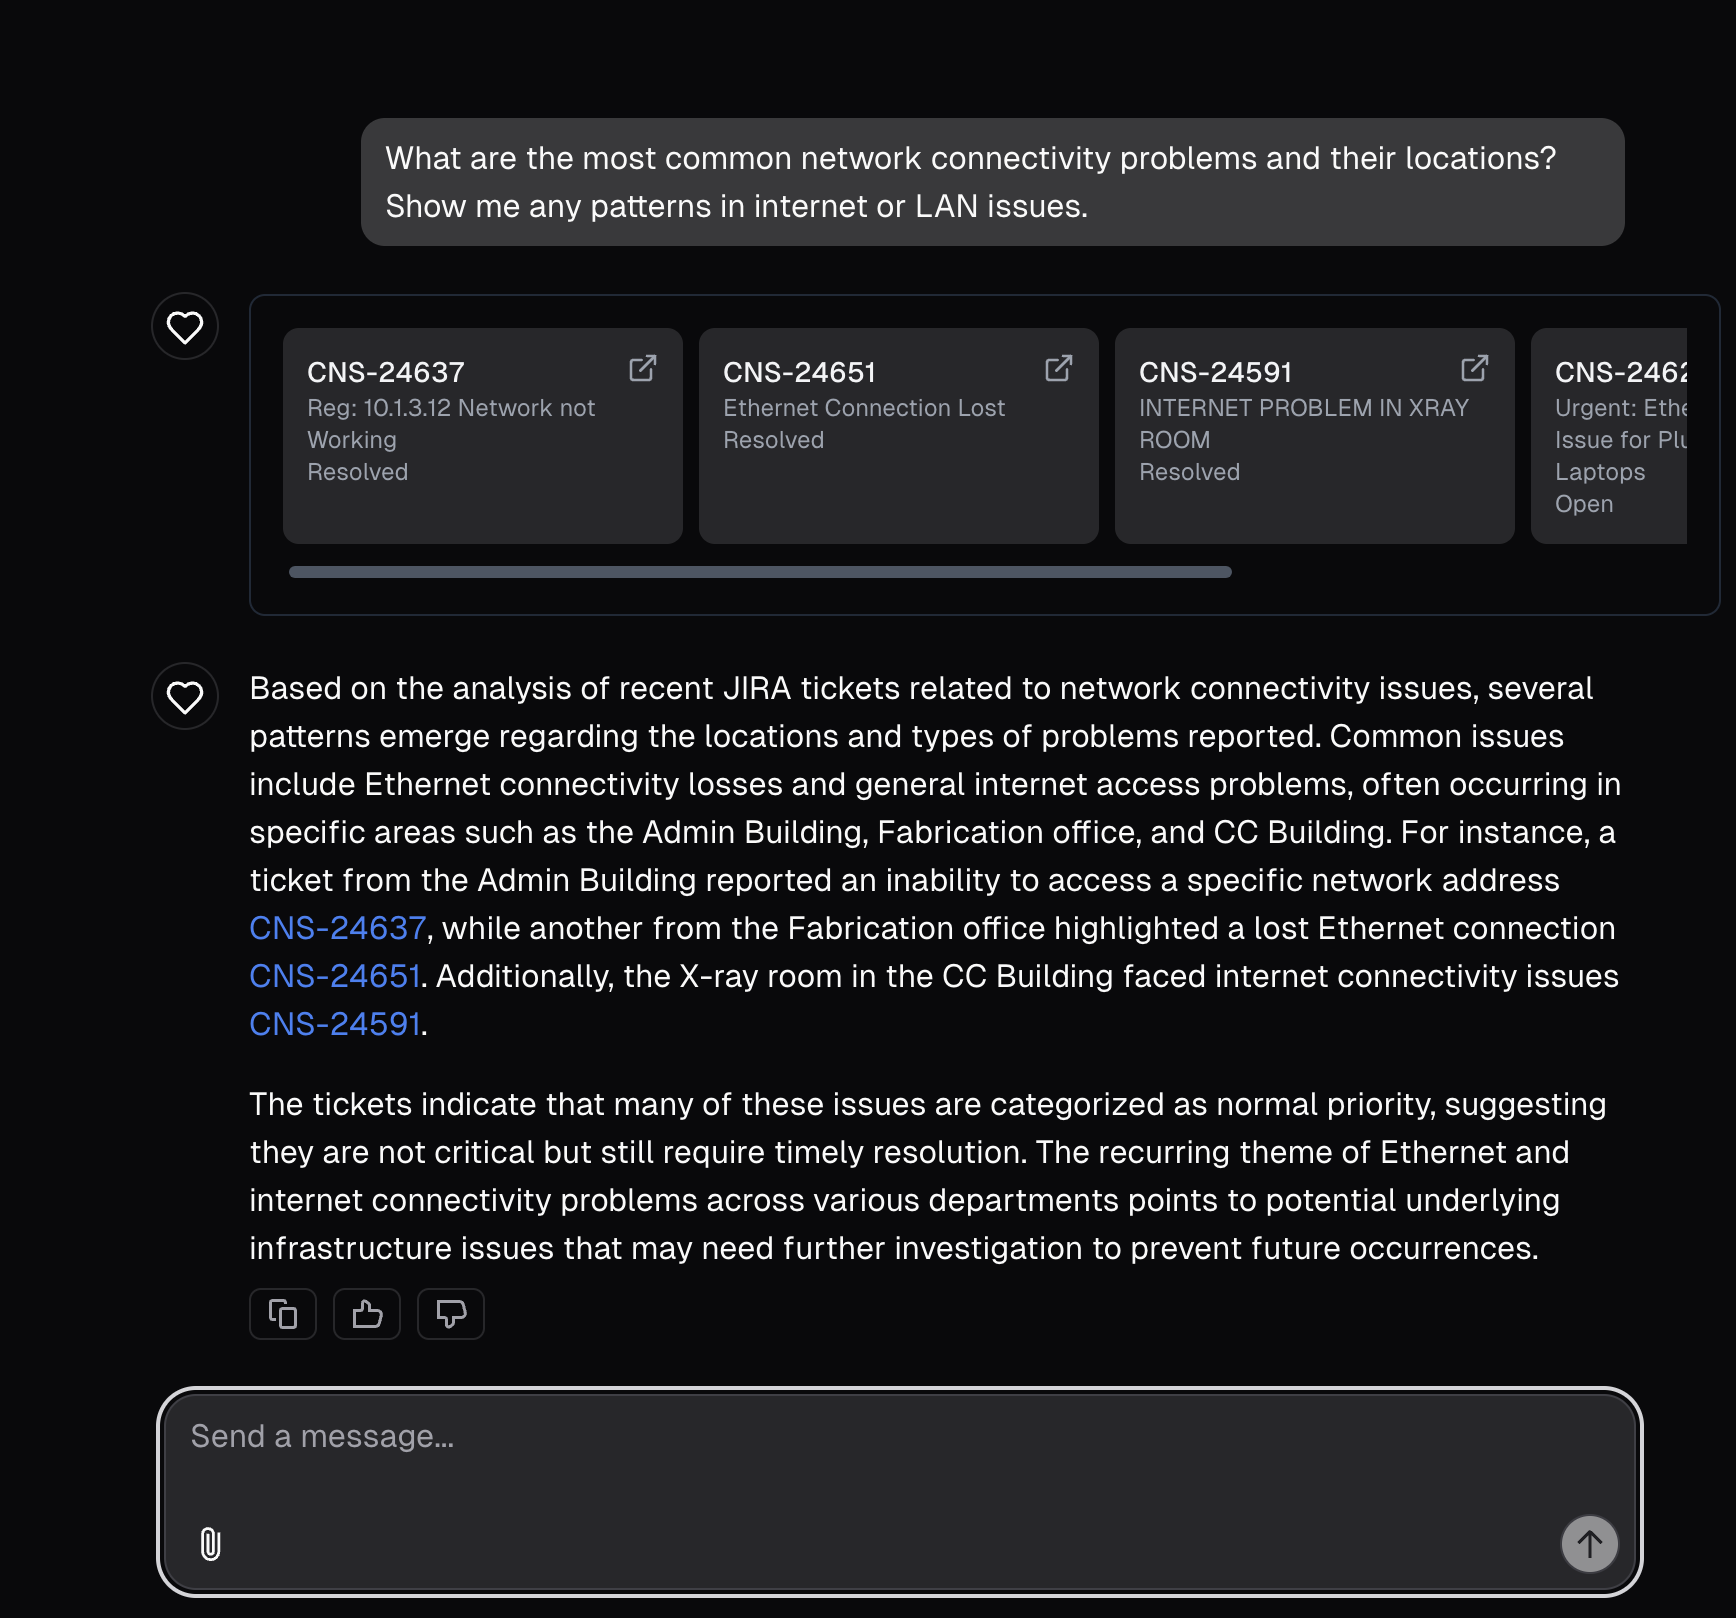 What are the most common network connectivity problems and their locations?
Show me any patterns in internet or LAN issues.
CNS-24637
Reg: 10.1.3.12 Network not
Working
Resolved
CNS-24651
Ethernet Connection Lost
Resolved
CNS-24591
INTERNET PROBLEM IN XRAY
ROOM
Resolved
CNS-2462
Urgent: Ethe
Issue for Plu
Laptops
Open
Based on the analysis of recent JIRA tickets related to network connectivity issues, several
patterns emerge regarding the locations and types of problems reported. Common issues
include Ethernet connectivity losses and general internet access problems, often occurring in
specific areas such as the Admin Building, Fabrication office, and CC Building. For instance, a
ticket from the Admin Building reported an inability to access a specific network address
CNS-24637, while another from the Fabrication office highlighted a lost Ethernet connection
CNS-24651. Additionally, the X-ray room in the CC Building faced internet connectivity issues
CNS-24591.
The tickets indicate that many of these issues are categorized as normal priority, suggesting
they are not critical but still require timely resolution. The recurring theme of Ethernet and
internet connectivity problems across various departments points to potential underlying
infrastructure issues that may need further investigation to prevent future occurrences.
Send a message...